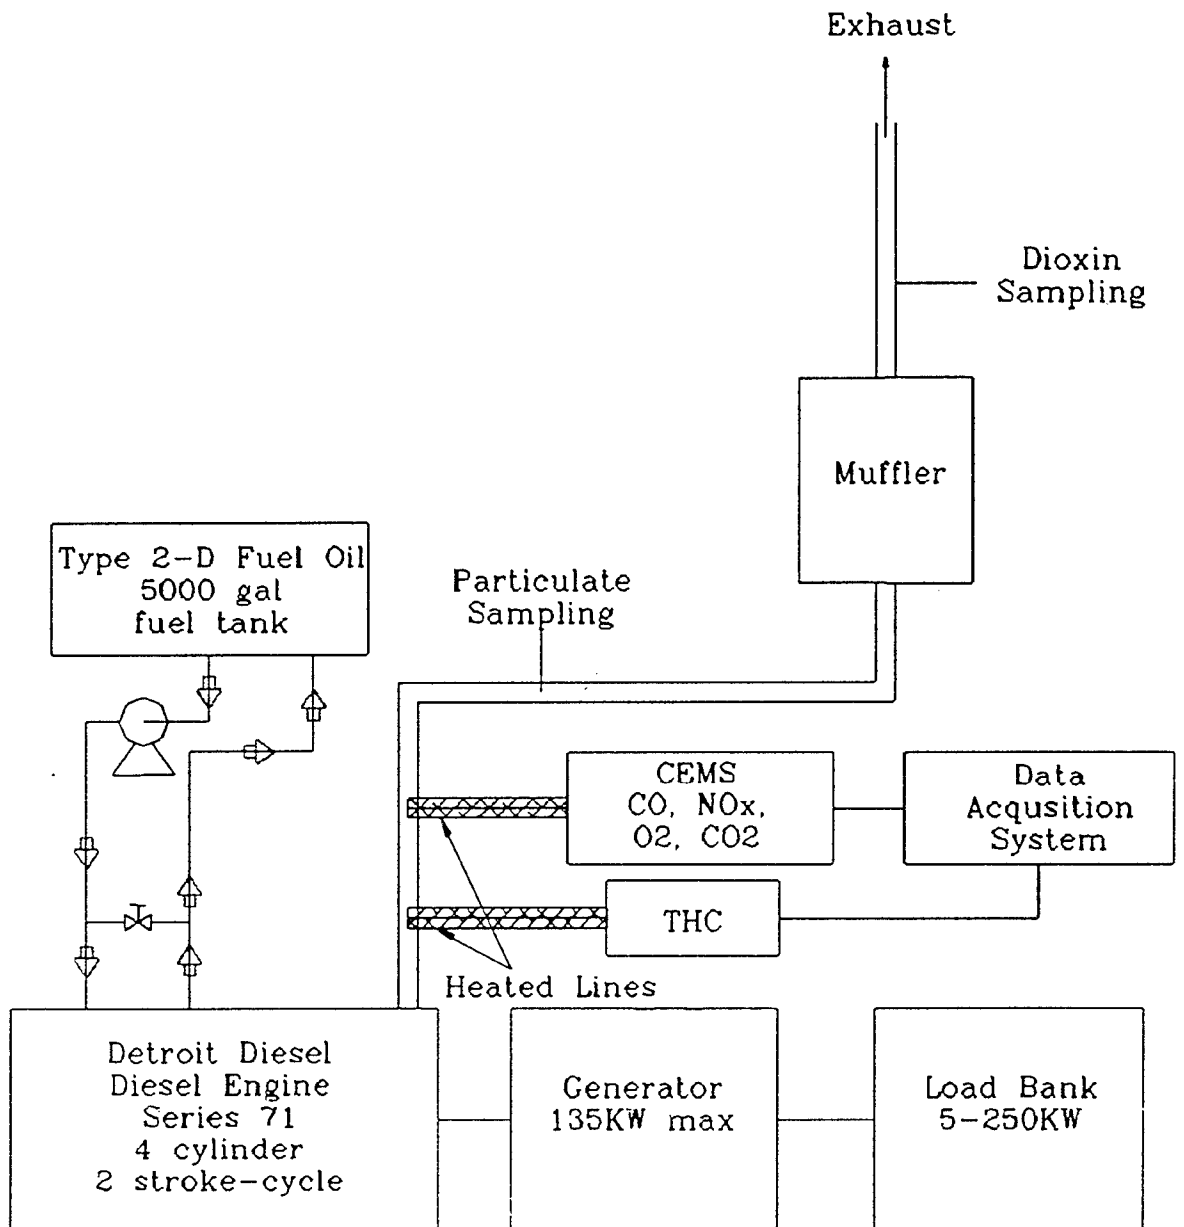 Exhaust
Dioxin
Sampling
Muffler
Type 2-D Fuel Oil
5000 gal
fuel tank
Particulate
Sampling
CEMS
CO, NOx,
O2, CO2
Data
Acqusition
System
THC
Heated Lines
Detroit Diesel
Diesel Engine
Series 71
4 cylinder
2 stroke-cycle
Generator
135KW max
Load Bank
5-250KW